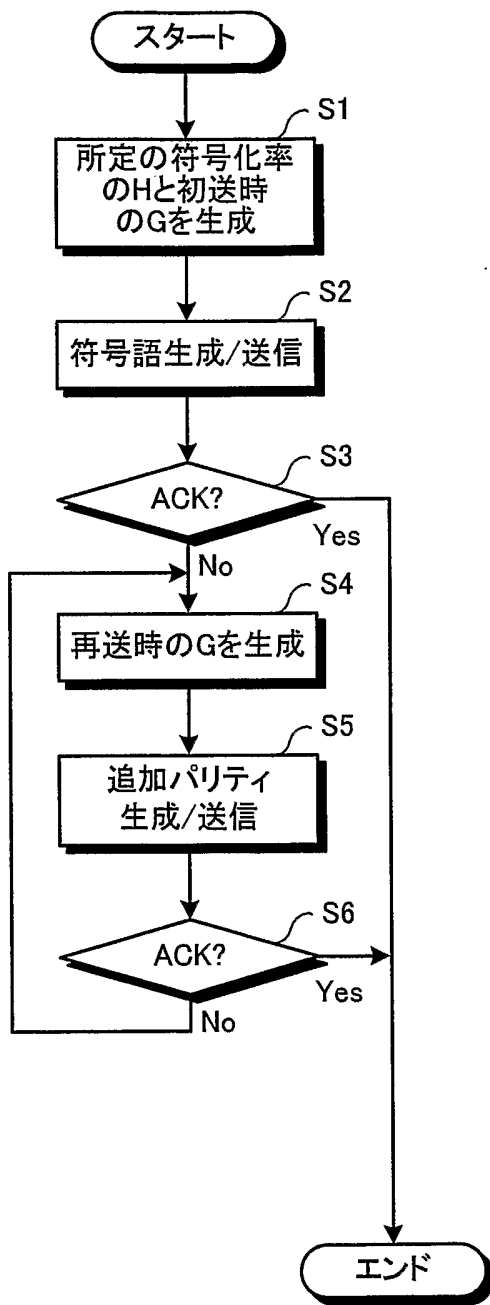 スタート
S1
所定の符号化率
のHと初送時
のGを生成
S2
符号語生成/送信
S3
ACK?
Yes
No
S4
再送時のGを生成
S5
追加パリティ
生成/送信
S6
ACK?
Yes
No
エンド